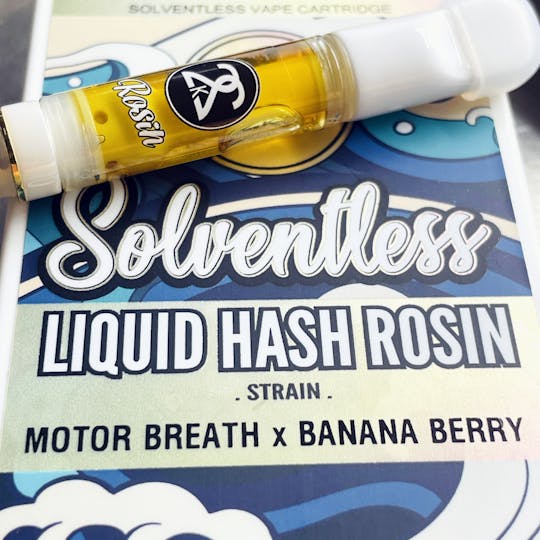 SOLVENTLESS VAPE CARTRIDGE
Rosin
Solventless
LIQUID HASH ROSIN
. STRAIN .
MOTOR BREATH x BANANA BERRY